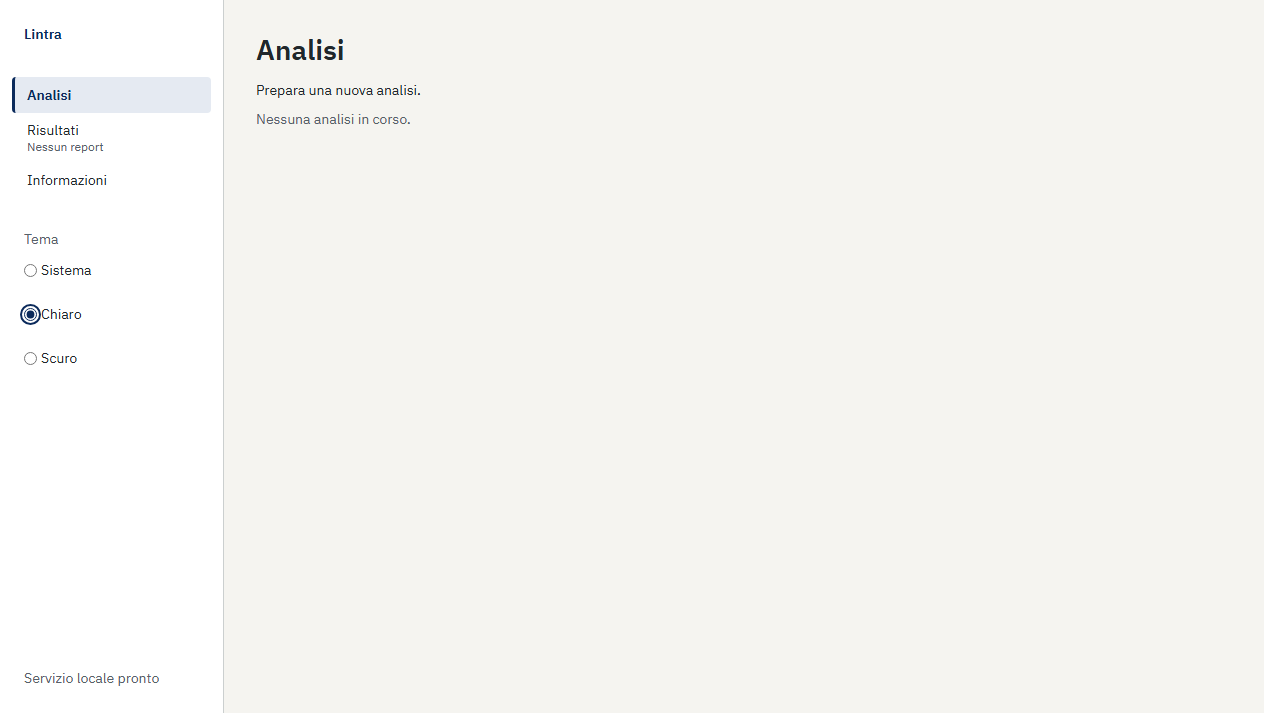 Lintra
Analisi
Risultati
Nessun report
Informazioni
Tema
Sistema
Chiaro
Scuro
Servizio locale pronto
Analisi
Prepara una nuova analisi.
Nessuna analisi in corso.